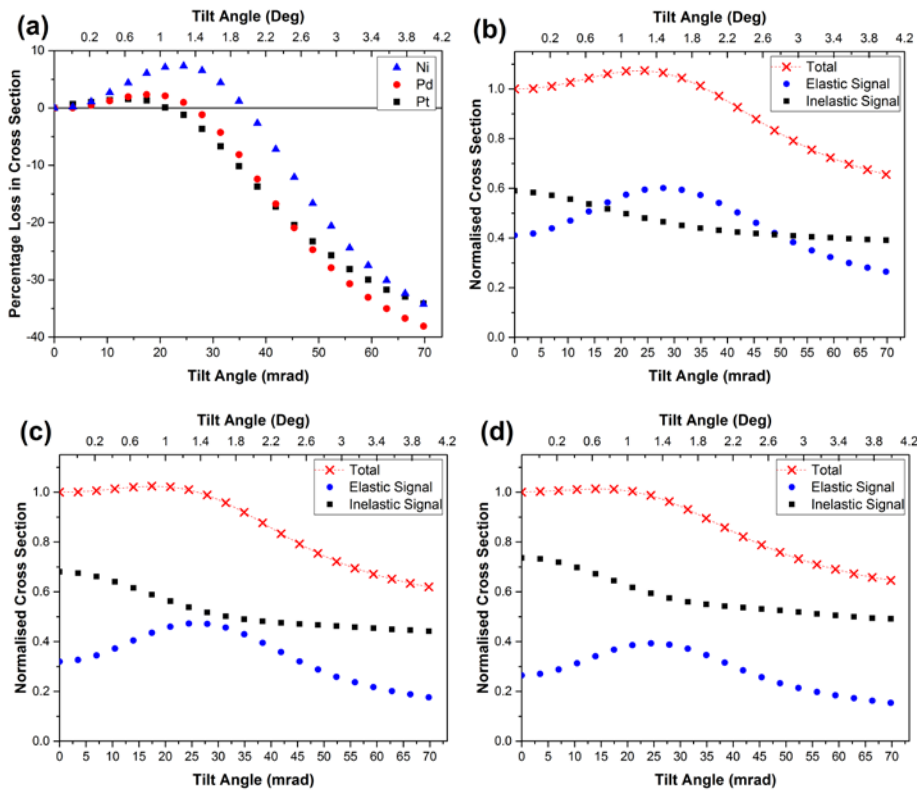 (a)
Tilt Angle (Deg)
0.2 0.6 1 1.4 1.8 2.2 2.6 3 3.4 3.8 4.2
Percentage Loss in Cross Section
10
0
-10
-20
-30
-40
Ni
Pd
Pt
0 10 20 30 40 50 60 70
Tilt Angle (mrad)
(b)
Tilt Angle (Deg)
0.2 0.6 1 1.4 1.8 2.2 2.6 3 3.4 3.8 4.2
Normalised Cross Section
1.0
0.8
0.6
0.4
0.2
0.0
Total
Elastic Signal
Inelastic Signal
0 5 10 15 20 25 30 35 40 45 50 55 60 65 70
Tilt Angle (mrad)
(c)
Tilt Angle (Deg)
0.2 0.6 1 1.4 1.8 2.2 2.6 3 3.4 3.8 4.2
Normalised Cross Section
1.0
0.8
0.6
0.4
0.2
0.0
Total
Elastic Signal
Inelastic Signal
0 5 10 15 20 25 30 35 40 45 50 55 60 65 70
Tilt Angle (mrad)
(d)
Tilt Angle (Deg)
0.2 0.6 1 1.4 1.8 2.2 2.6 3 3.4 3.8 4.2
Normalised Cross Section
1.0
0.8
0.6
0.4
0.2
0.0
Total
Elastic Signal
Inelastic Signal
0 5 10 15 20 25 30 35 40 45 50 55 60 65 70
Tilt Angle (mrad)